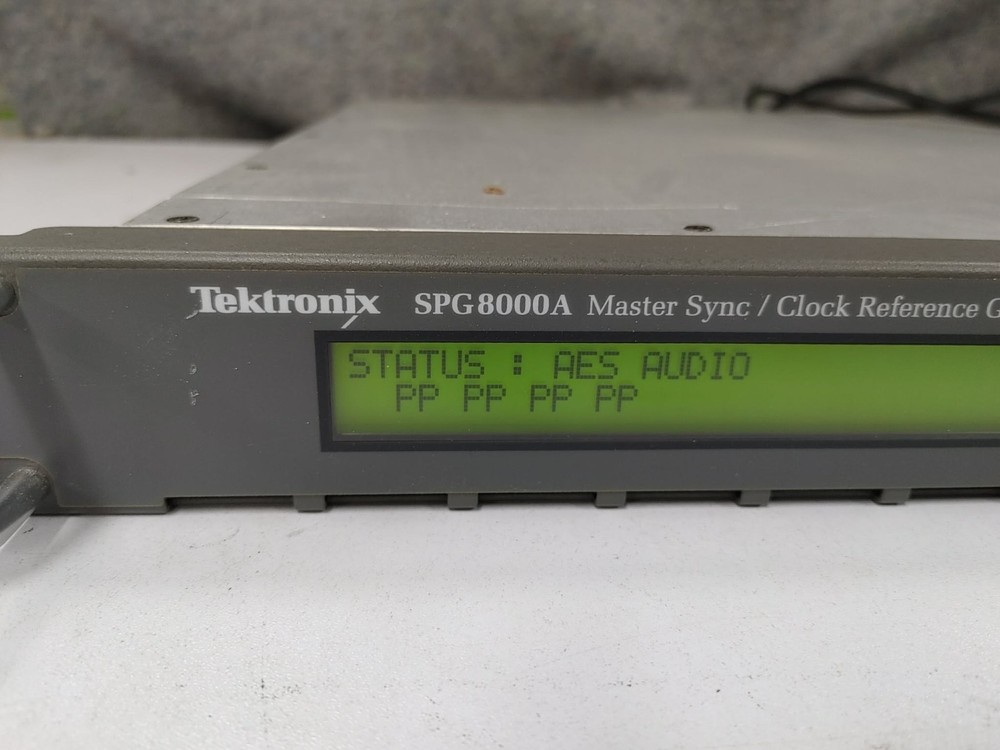 Tektronix SPG8000A Master Sync / Clock Reference G
STATUS : AES AUDIO
PP PP PP PP